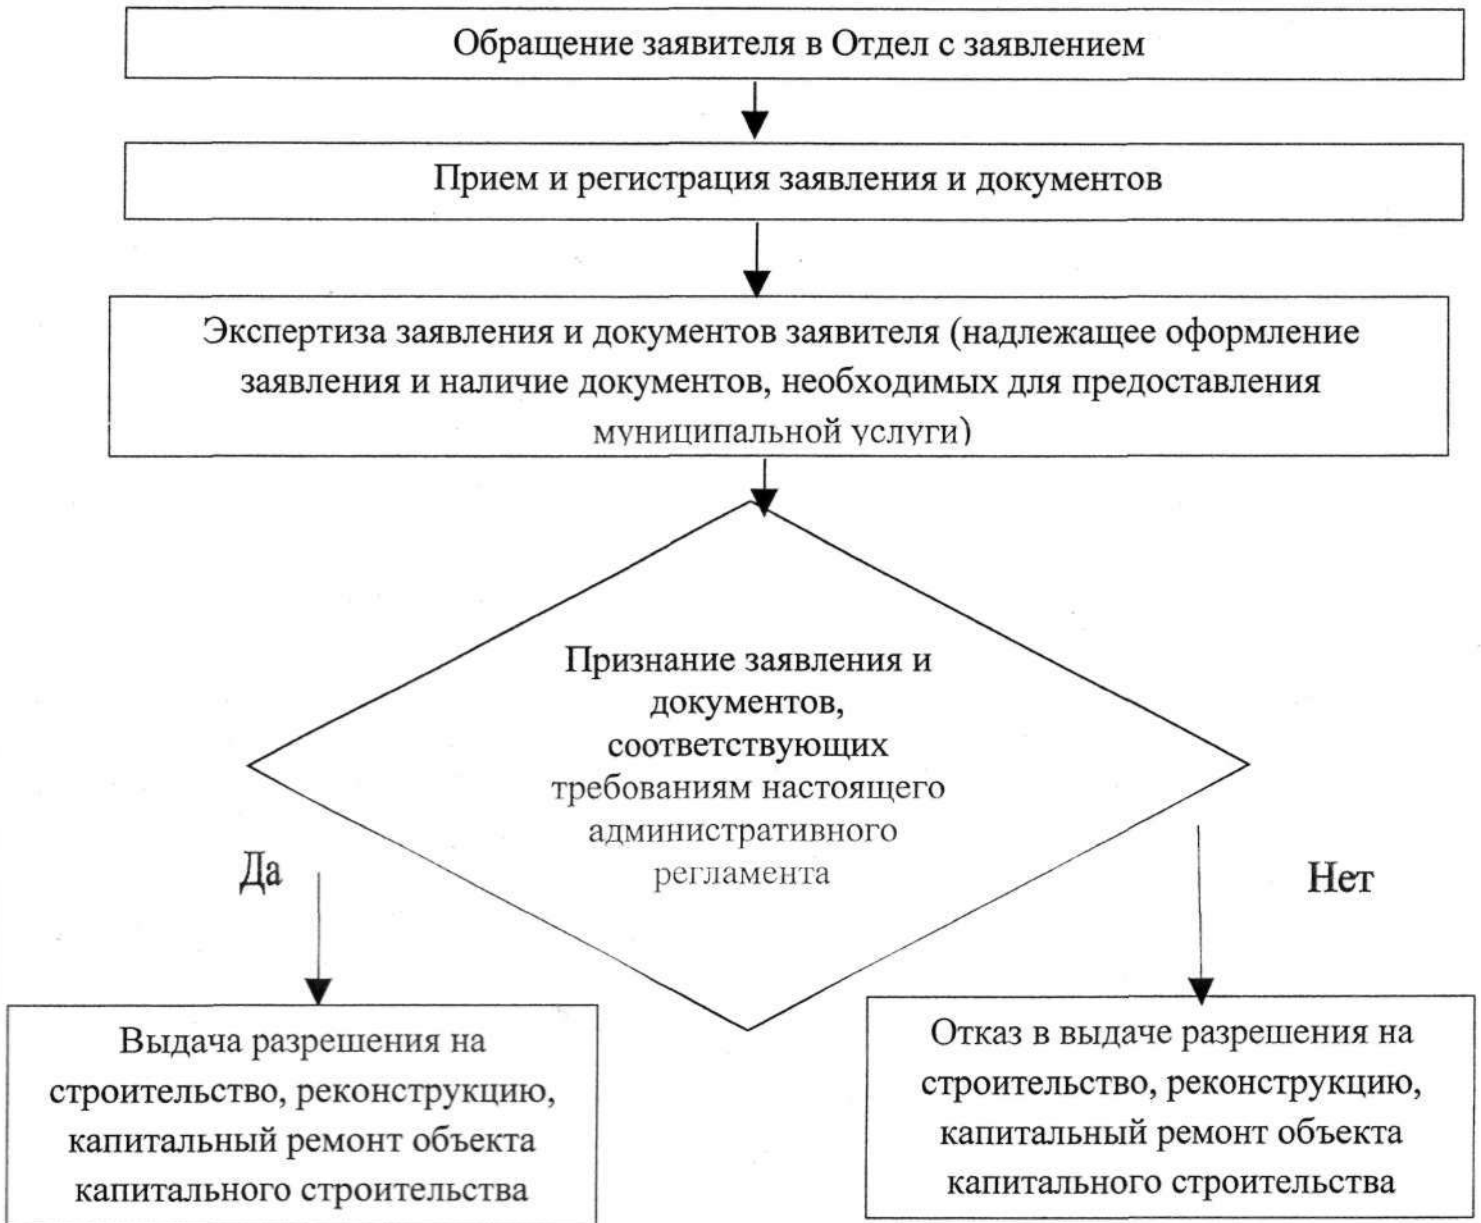 Обращение заявителя в Отдел с заявлением
Прием и регистрация заявления и документов
Экспертиза заявления и документов заявителя (надлежащее оформление
заявления и наличие документов, необходимых для предоставления
муниципальной услуги)
Признание заявления и
документов,
соответствующих
требованиям настоящего
административного
регламента
Да
Нет
Выдача разрешения на
строительство, реконструкцию,
капитальный ремонт объекта
капитального строительства
Отказ в выдаче разрешения на
строительство, реконструкцию,
капитальный ремонт объекта
капитального строительства